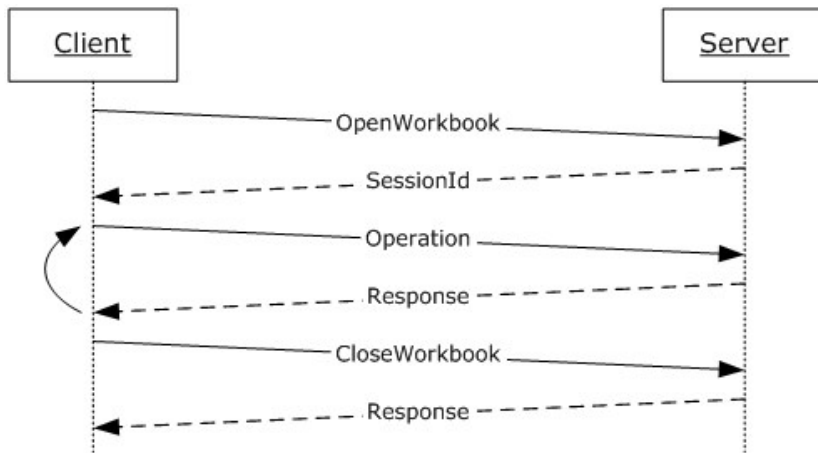 Client
Server
OpenWorkbook
SessionId
Operation
Response
CloseWorkbook
Response